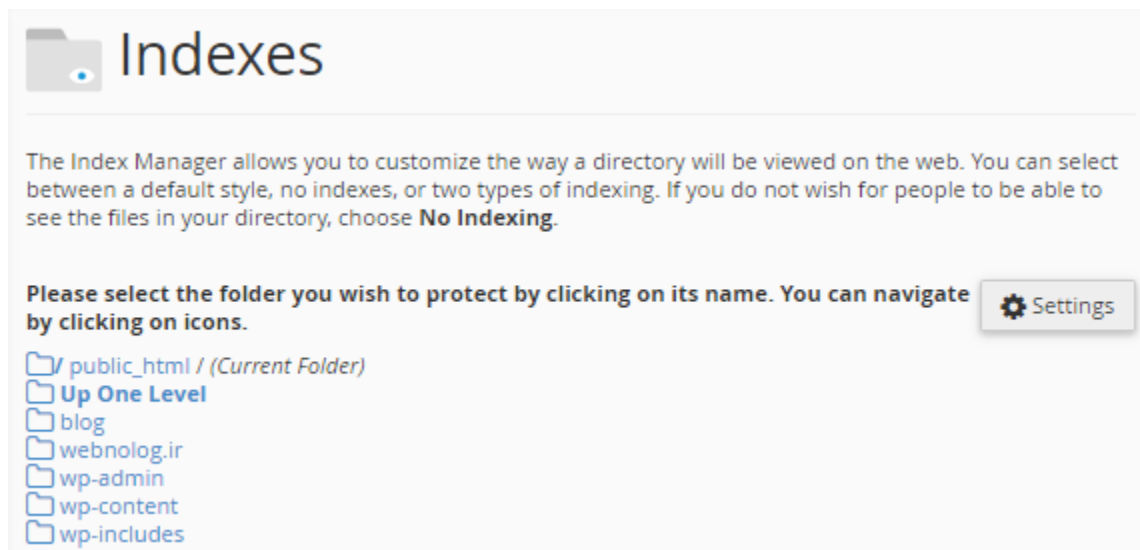 Indexes
The Index Manager allows you to customize the way a directory will be viewed on the web. You can select
between a default style, no indexes, or two types of indexing. If you do not wish for people to be able to
see the files in your directory, choose No Indexing.
Please select the folder you wish to protect by clicking on its name. You can navigate
by clicking on icons.
Settings
/ public_html / (Current Folder)
Up One Level
blog
webnolog.ir
wp-admin
wp-content
wp-includes